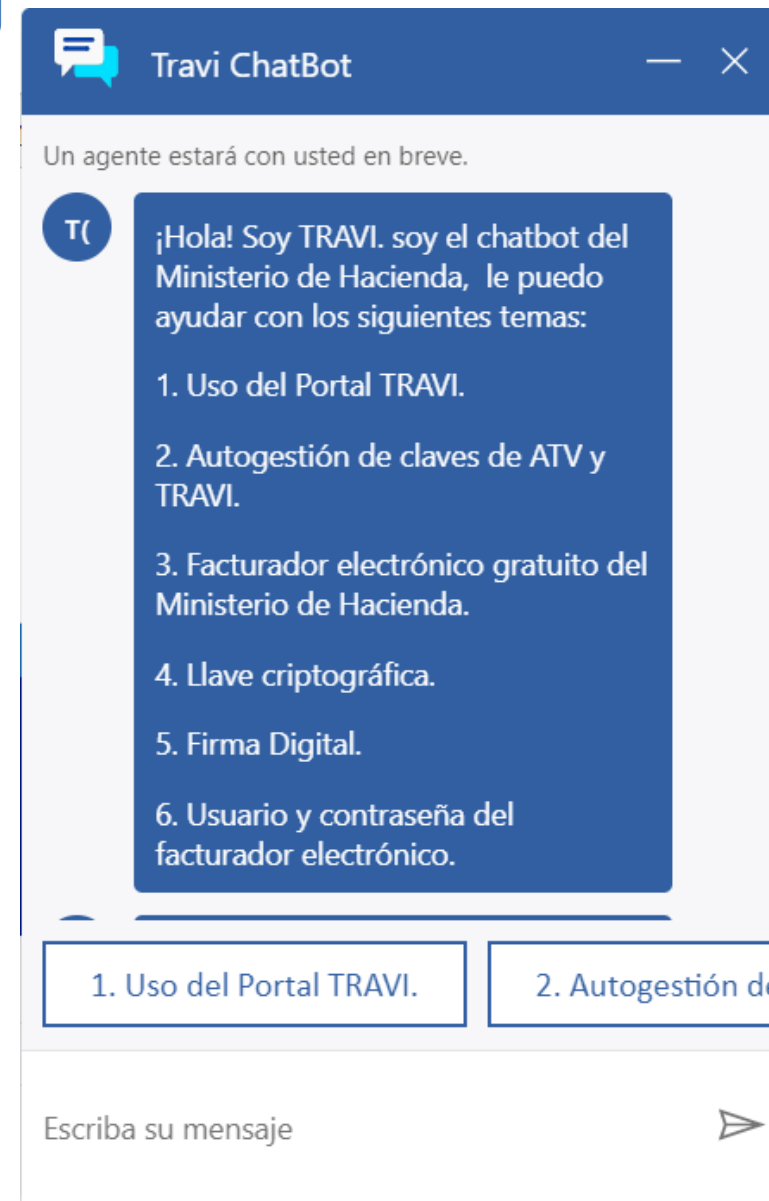 Travi ChatBot
Un agente estará con usted en breve.
T(
¡Hola! Soy TRAVI. soy el chatbot del
Ministerio de Hacienda, le puedo
ayudar con los siguientes temas:
1. Uso del Portal TRAVI.
2. Autogestión de claves de ATV y
TRAVI.
3. Facturador electrónico gratuito del
Ministerio de Hacienda.
4. Llave criptográfica.
5. Firma Digital.
6. Usuario y contraseña del
facturador electrónico.
1. Uso del Portal TRAVI.
2. Autogestión de
Escriba su mensaje